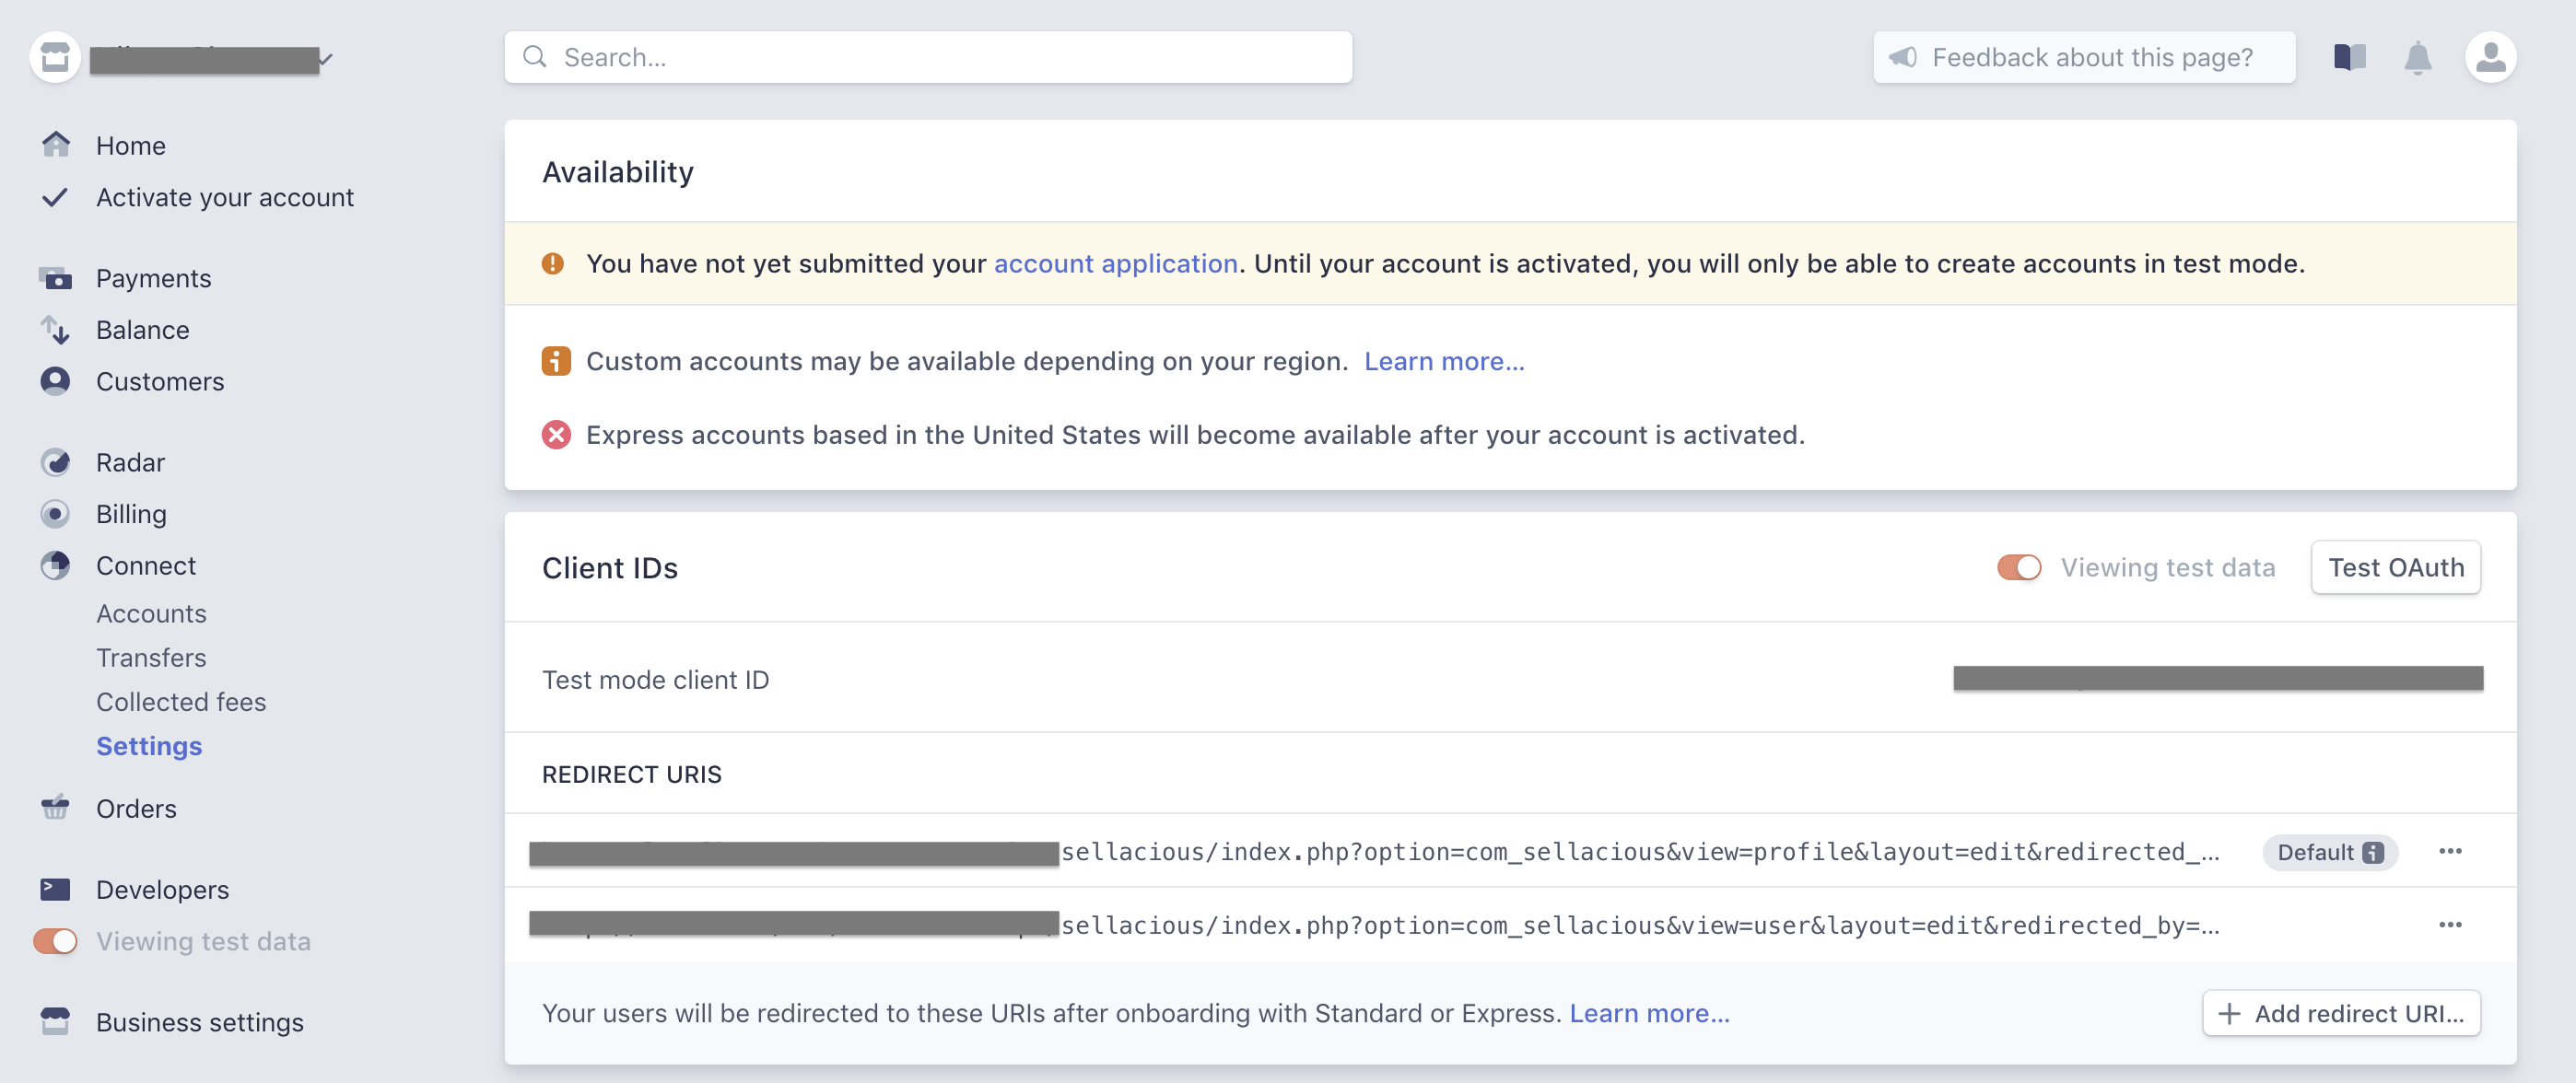 Search...
Feedback about this page?
Home
Activate your account
Payments
Balance
Customers
Radar
Billing
Connect
Accounts
Transfers
Collected fees
Settings
Orders
Developers
Viewing test data
Business settings
Availability
You have not yet submitted your account application. Until your account is activated, you will only be able to create accounts in test mode.
Custom accounts may be available depending on your region. Learn more...
Express accounts based in the United States will become available after your account is activated.
Client IDs
Viewing test data
Test OAuth
Test mode client ID
REDIRECT URIS
sellacious/index.php?option=com_sellacious&view=profile&layout=edit&redirected_...
Default
sellacious/index.php?option=com_sellacious&view=user&layout=edit&redirected_by=...
Your users will be redirected to these URIs after onboarding with Standard or Express. Learn more...
Add redirect URI...